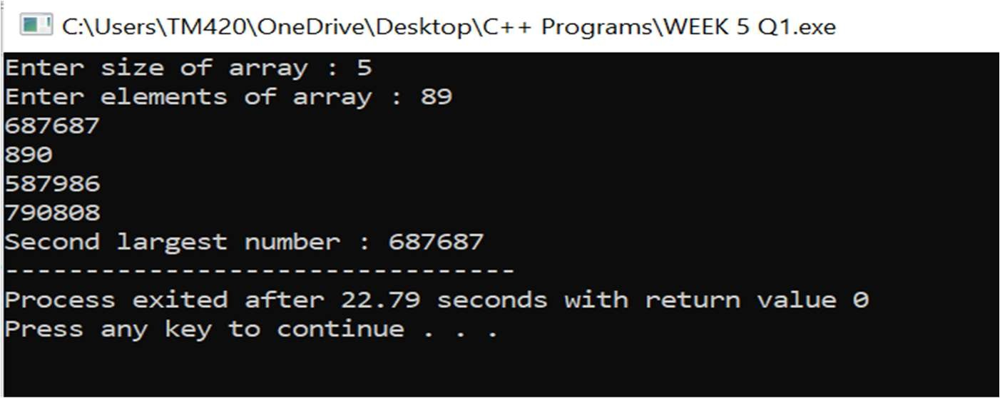 C:\Users\TM420\OneDrive\Desktop\C++ Programs\WEEK 5 Q1.exe
Enter size of array : 5
Enter elements of array : 89
687687
890
587986
790808
Second largest number : 687687
--------------------------------
Process exited after 22.79 seconds with return value 0
Press any key to continue . . .